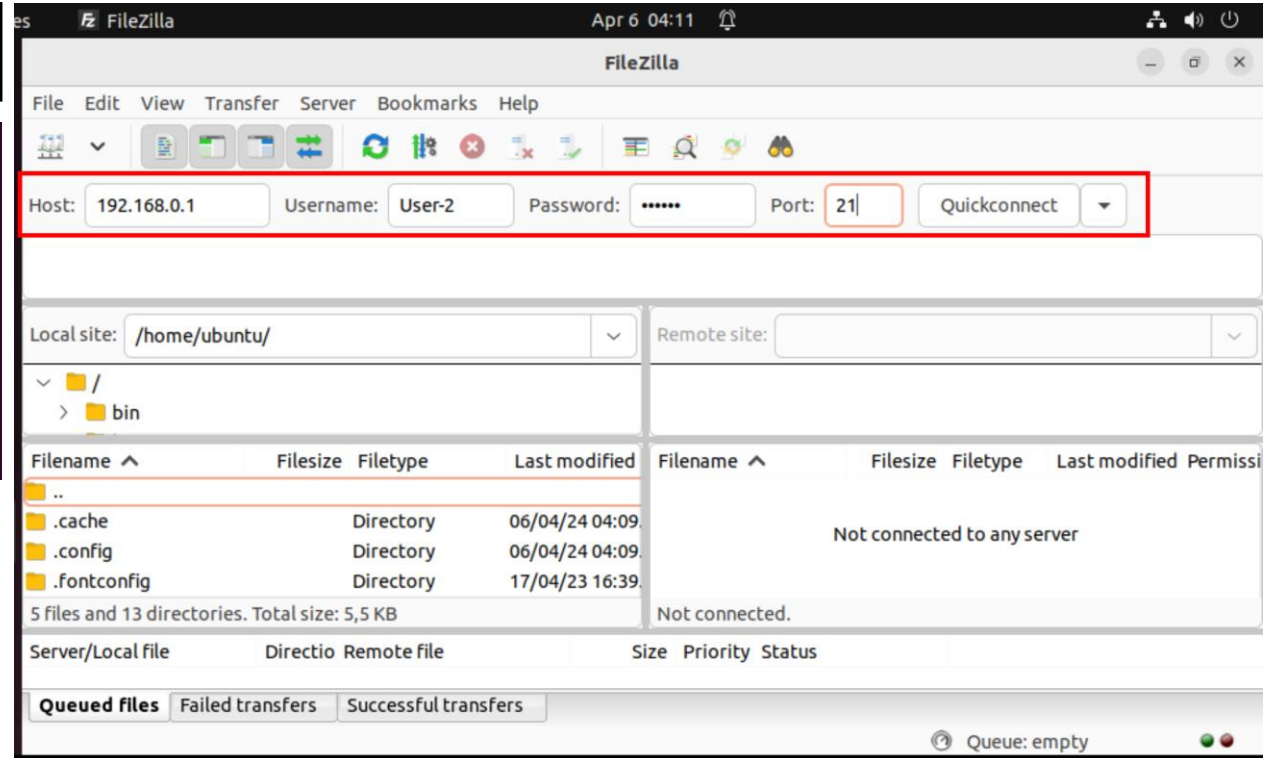 es FileZilla Apr 6 04:11
FileZilla
File Edit View Transfer Server Bookmarks Help
Host: 192.168.0.1 Username: User-2 Password: •••••• Port: 21 Quickconnect
Local site: /home/ubuntu/ Remote site:
/
bin
Filename Filesize Filetype Last modified Filename Filesize Filetype Last modified Permissi
..
.cache Directory 06/04/24 04:09.
.config Directory 06/04/24 04:09.
.fontconfig Directory 17/04/23 16:39.
Not connected to any server
5 files and 13 directories. Total size: 5,5 KB Not connected.
Server/Local file Directio Remote file Size Priority Status
Queued files Failed transfers Successful transfers
Queue: empty